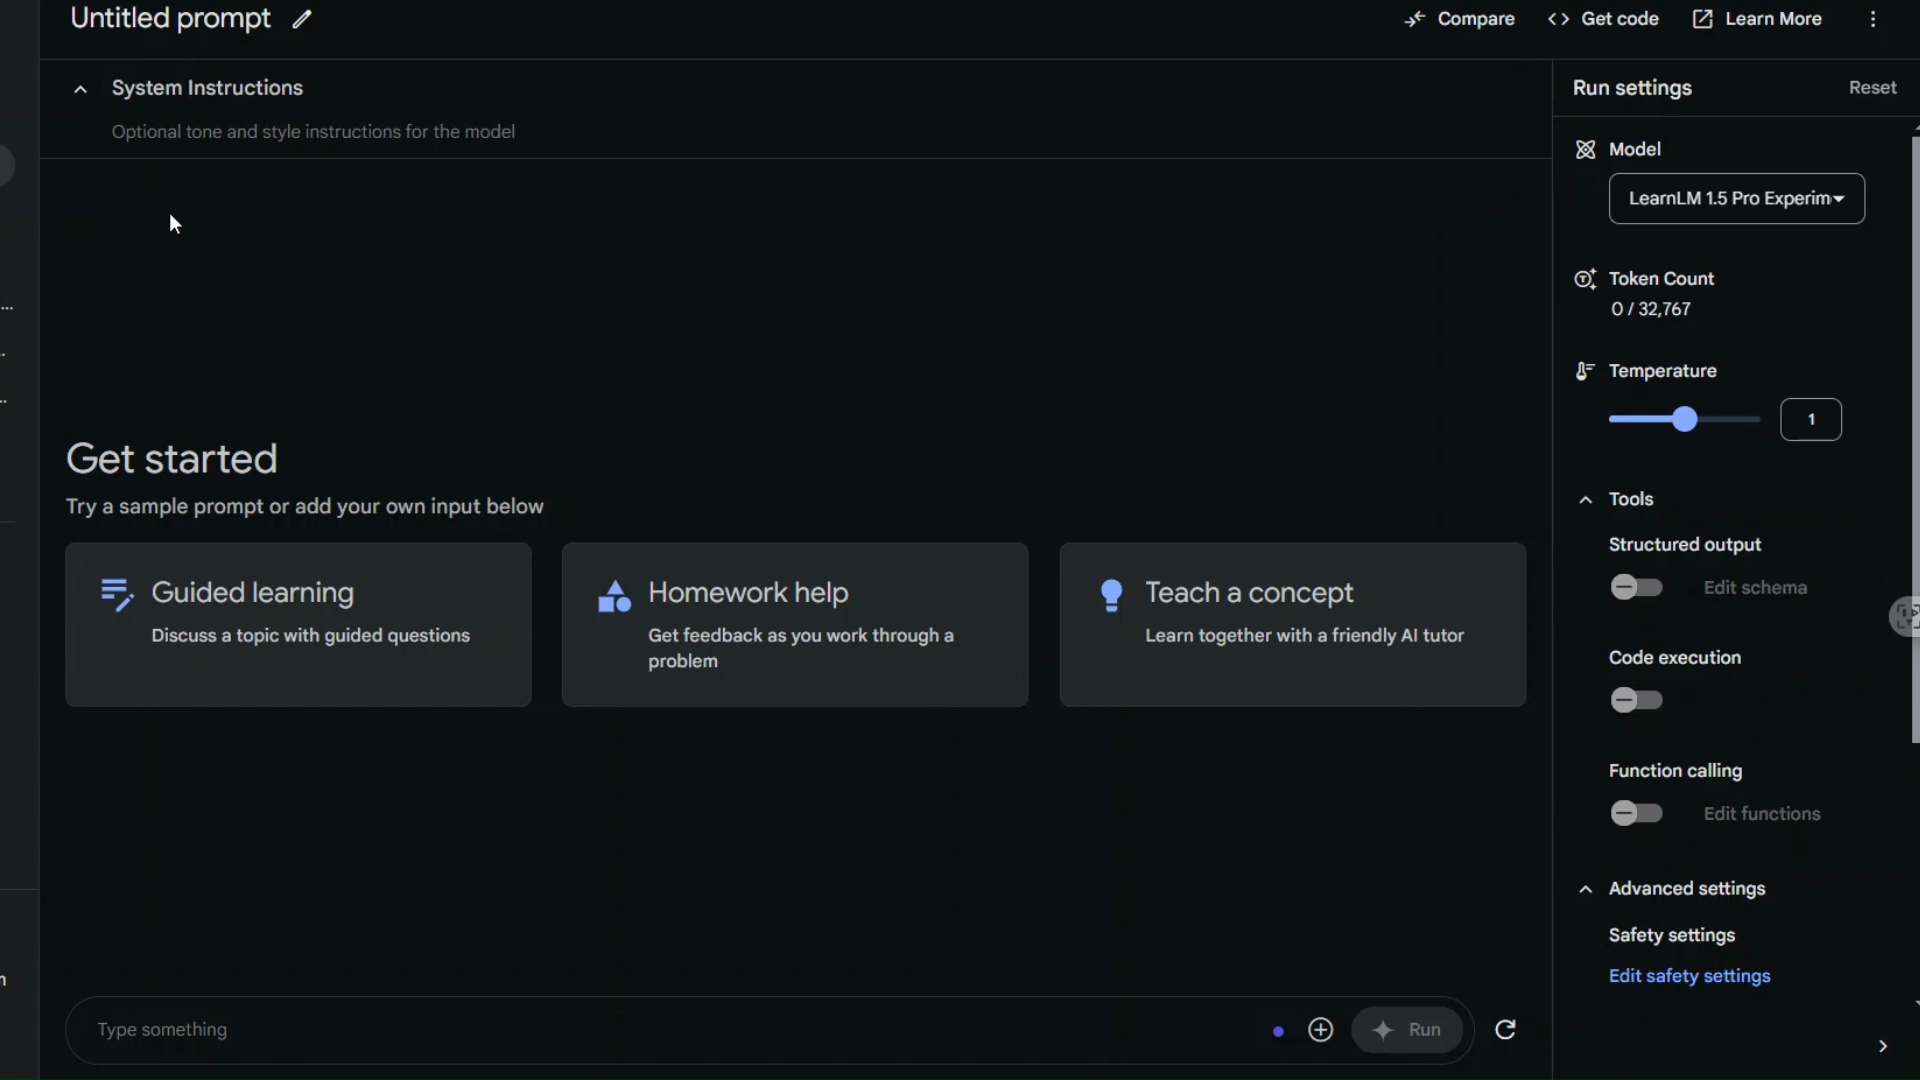 Untitled prompt
Compare
Get code
Learn More
System Instructions
Optional tone and style instructions for the model
Run settings
Reset
Model
LearnLM 1.5 Pro Experim
Token Count
0 / 32,767
Temperature
1
Get started
Try a sample prompt or add your own input below
Guided learning
Discuss a topic with guided questions
Homework help
Get feedback as you work through a
problem
Teach a concept
Learn together with a friendly AI tutor
Tools
Structured output
Edit schema
Code execution
Function calling
Edit functions
Advanced settings
Safety settings
Edit safety settings
Type something
Run